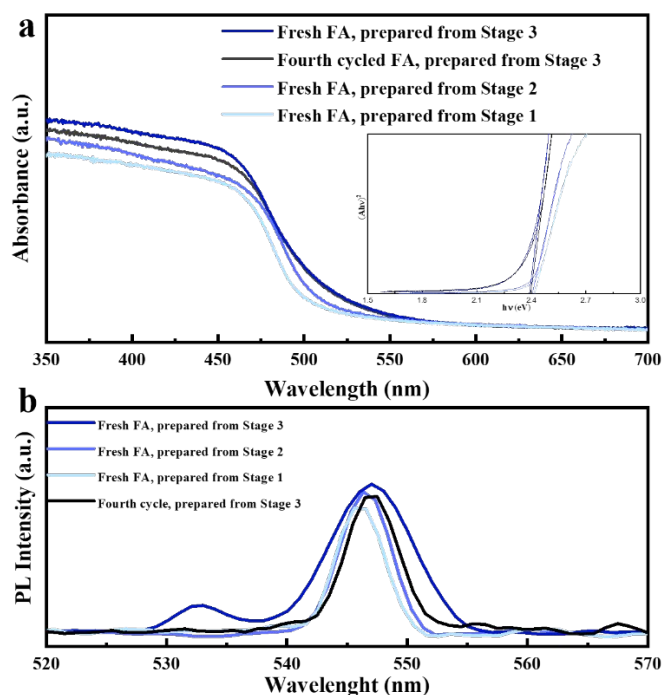 a
Fresh FA, prepared from Stage 3
Fourth cycled FA, prepared from Stage 3
Fresh FA, prepared from Stage 2
Fresh FA, prepared from Stage 1
Absorbance (a.u.)
(Ahν)²
1.5 1.8 2.1 2.4 2.7 3.0
hν(eV)
350 400 450 500 550 600 650 700
Wavelength (nm)
b
Fresh FA, prepared from Stage 3
Fresh FA, prepared from Stage 2
Fresh FA, prepared from Stage 1
Fourth cycle, prepared from Stage 3
PL Intensity (a.u.)
520 530 540 550 560 570
Wavelenght (nm)